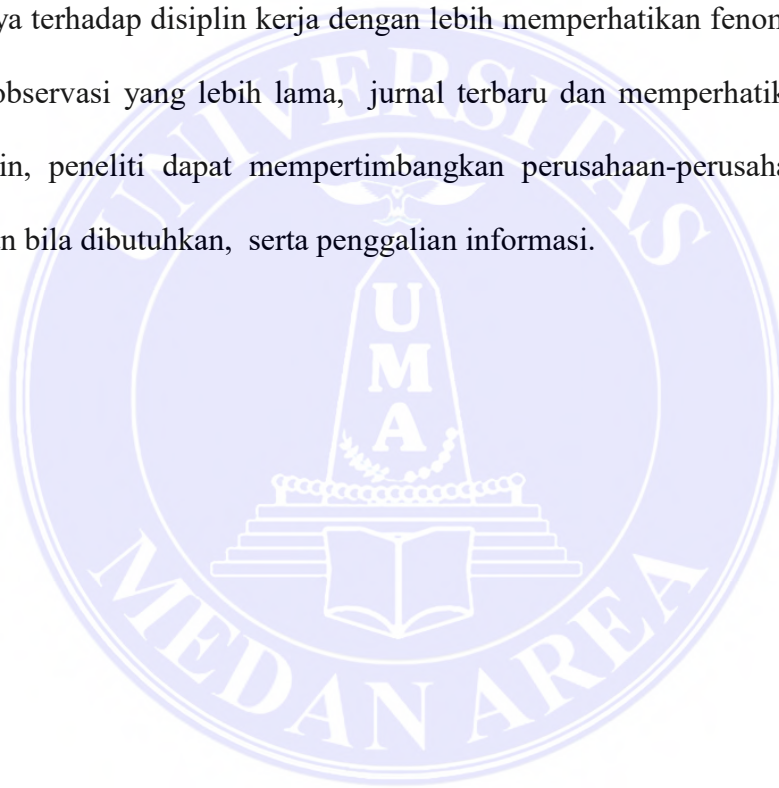 ya terhadap disiplin kerja dengan lebih memperhatikan fenom
observasi yang lebih lama, jurnal terbaru dan memperhatik
in, peneliti dapat mempertimbangkan perusahaan-perusaha
n bila dibutuhkan, serta penggalian informasi.
UNIVERSITAS
U
M
A
MEDAN AREA